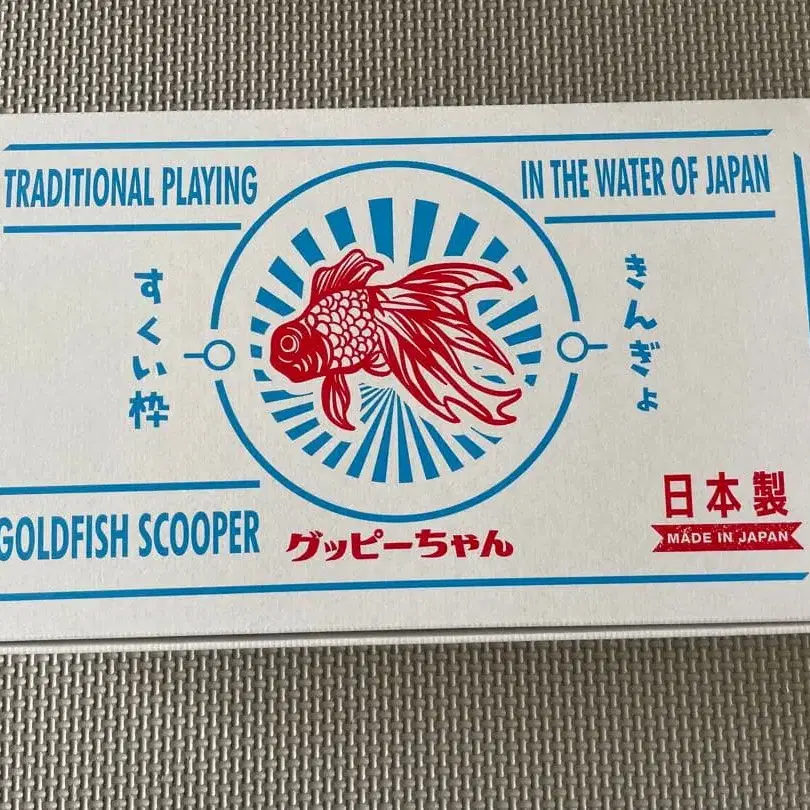 TRADITIONAL PLAYING
IN THE WATER OF JAPAN
きんぎょ
すくい枠
GOLDFISH SCOOPER
グッピーちゃん
日本製
MADE IN JAPAN